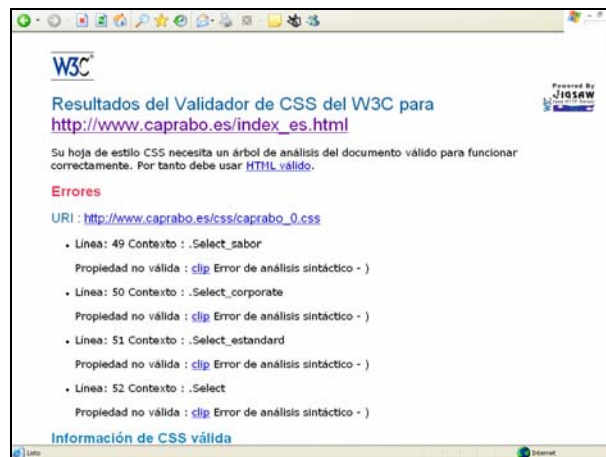 W3C
Powered By
JIGSAW
Resultados del Validador de CSS del W3C para
http://www.caprabo.es/index_es.html
Su hoja de estilo CSS necesita un árbol de análisis del documento válido para funcionar
correctamente. Por tanto debe usar HTML válido.
Errores
URI : http://www.caprabo.es/css/caprabo_0.css
• Línea: 49 Contexto : .Select_sabor
Propiedad no válida : clip Error de análisis sintáctico - )
• Línea: 50 Contexto : .Select_corporate
Propiedad no válida : clip Error de análisis sintáctico - )
• Línea: 51 Contexto : .Select_estandard
Propiedad no válida : clip Error de análisis sintáctico - )
• Línea: 52 Contexto : .Select
Propiedad no válida : clip Error de análisis sintáctico - )
Información de CSS válida
Listo
Internet